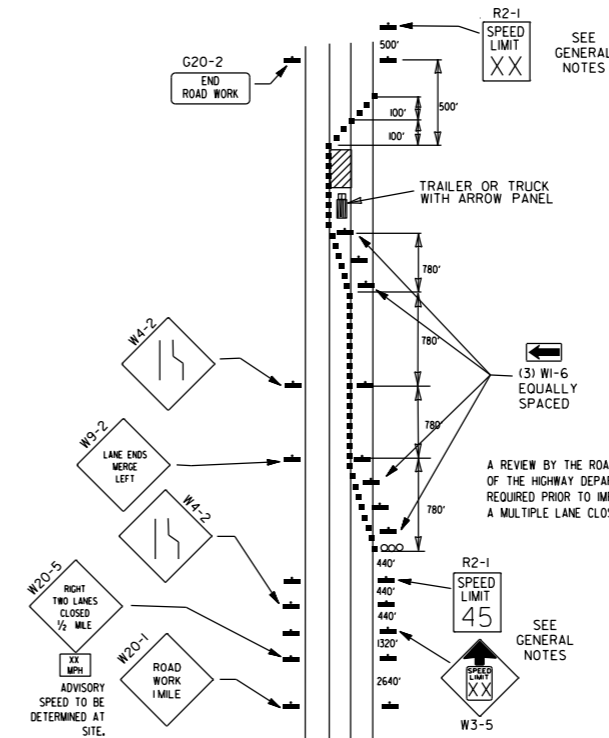 R2-1
SPEED
LIMIT
XX
SEE
GENERAL
NOTES
500'
G20-2
END
ROAD WORK
500'
100'
100'
TRAILER OR TRUCK
WITH ARROW PANEL
780'
W4-2
780'
(3) W1-6
EQUALLY
SPACED
W9-2
LANE ENDS
MERGE
LEFT
780'
A REVIEW BY THE ROA
OF THE HIGHWAY DEPAR
REQUIRED PRIOR TO IMP
A MULTIPLE LANE CLOS
780'
W4-2
440'
R2-1
SPEED
LIMIT
45
440'
W20-5
RIGHT
TWO LANES
CLOSED
½ MILE
440'
SEE
GENERAL
NOTES
1320'
XX
MPH
W20-1
ROAD
WORK
1 MILE
2640'
SPEED
LIMIT
XX
W3-5
ADVISORY
SPEED TO BE
DETERMINED AT
SITE.